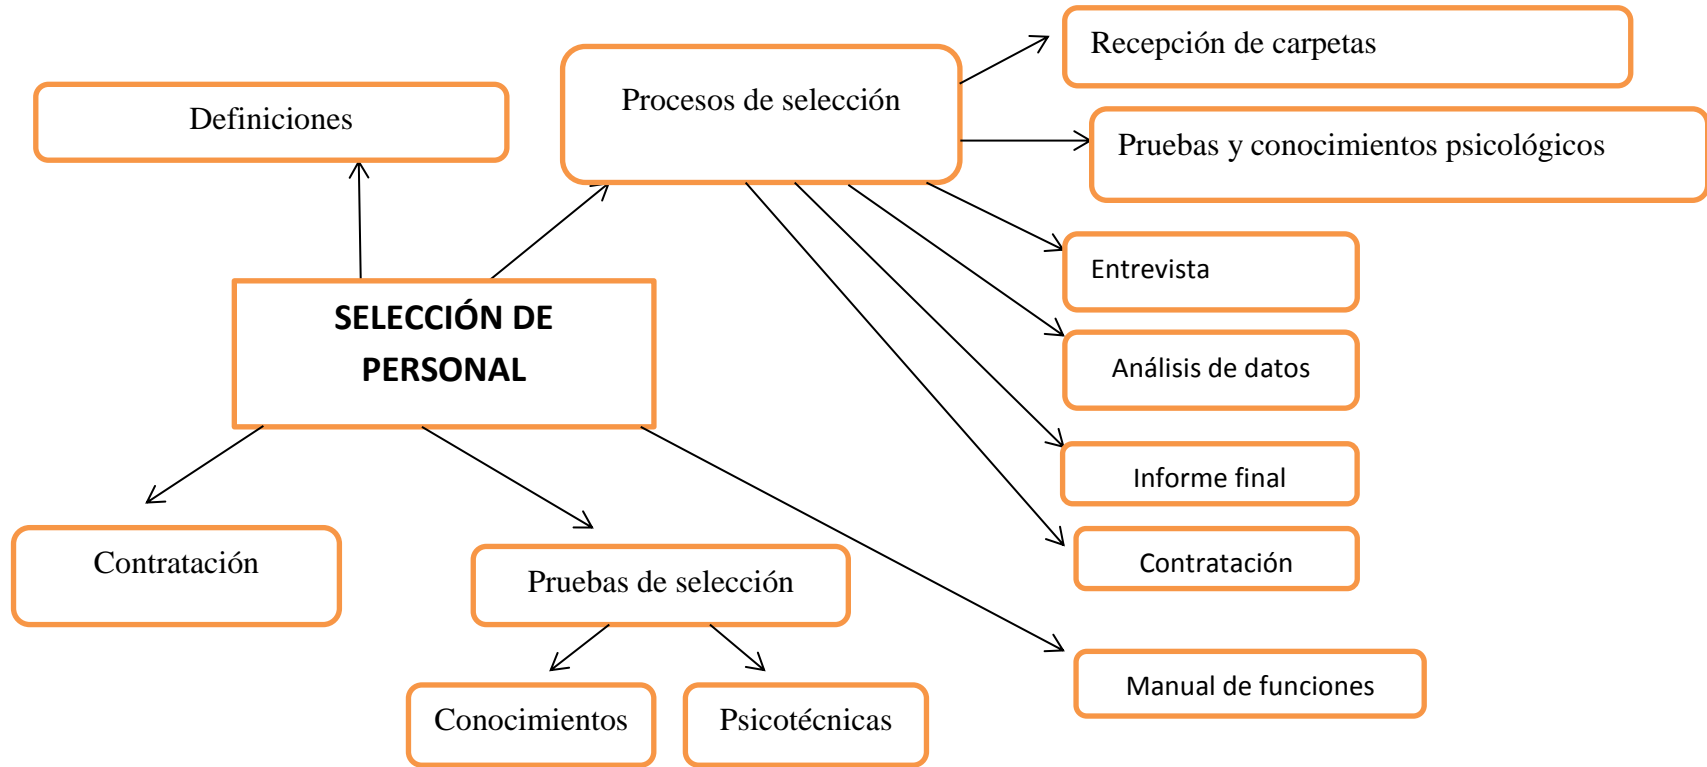 Recepción de carpetas
Procesos de selección
Definiciones
Pruebas y conocimientos psicológicos
Entrevista
SELECCIÓN DE
PERSONAL
Análisis de datos
Informe final
Contratación
Contratación
Pruebas de selección
Manual de funciones
Conocimientos
Psicotécnicas